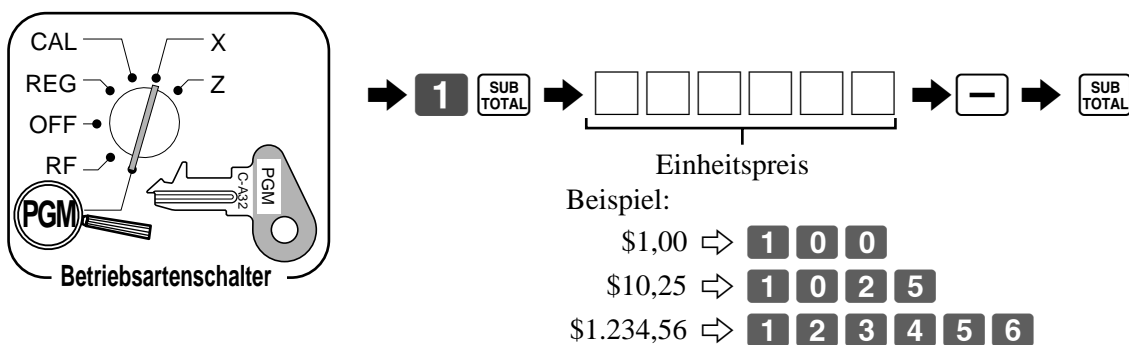 CAL X
REG Z
OFF
RF
PGM
PGM
C-A32
Betriebsartenschalter
1 SUB TOTAL − SUB TOTAL
Einheitspreis
Beispiel:
$1,00 ⇨ 1 0 0
$10,25 ⇨ 1 0 2 5
$1.234,56 ⇨ 1 2 3 4 5 6